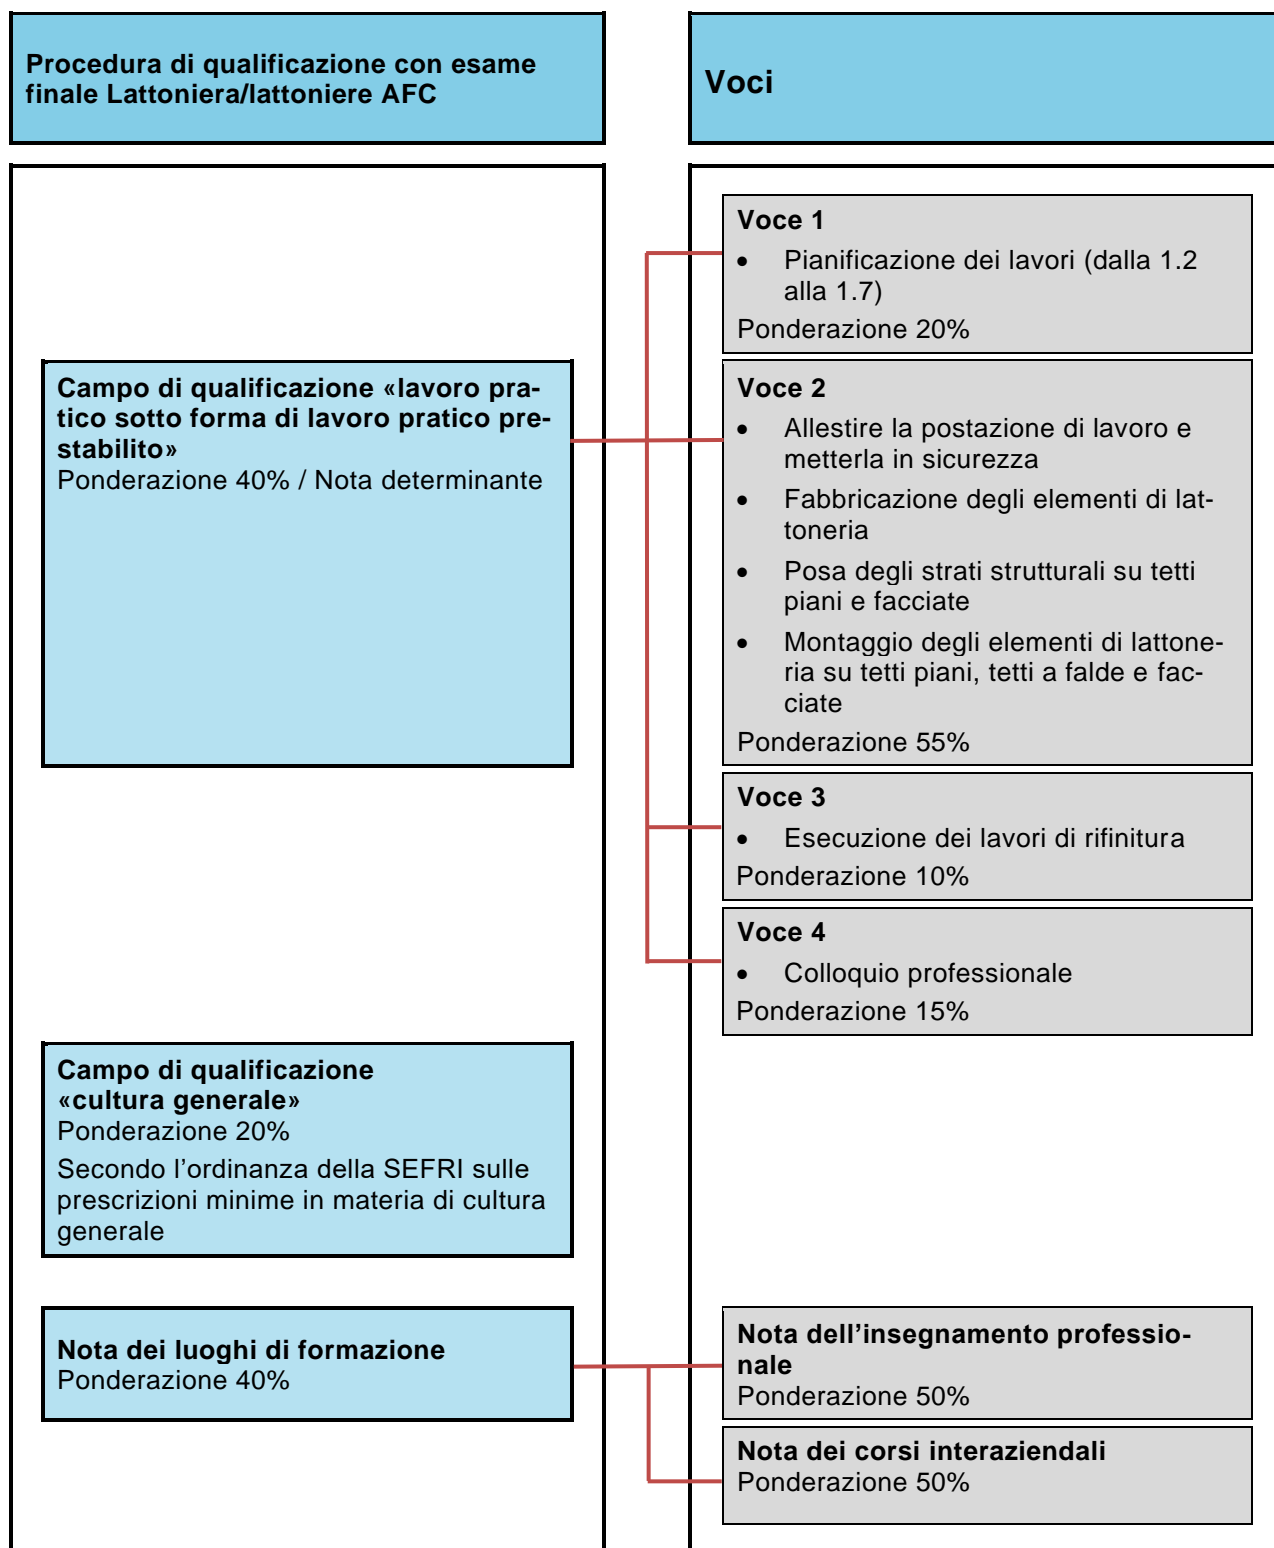 Procedura di qualificazione con esame
finale Lattoniera/lattoniere AFC
Voci
Campo di qualificazione «lavoro pra-
tico sotto forma di lavoro pratico pre-
stabilito»
Ponderazione 40% / Nota determinante
Voce 1
• Pianificazione dei lavori (dalla 1.2
alla 1.7)
Ponderazione 20%
Voce 2
• Allestire la postazione di lavoro e
metterla in sicurezza
• Fabbricazione degli elementi di lat-
toneria
• Posa degli strati strutturali su tetti
piani e facciate
• Montaggio degli elementi di lattone-
ria su tetti piani, tetti a falde e fac-
ciate
Ponderazione 55%
Voce 3
• Esecuzione dei lavori di rifinitura
Ponderazione 10%
Voce 4
• Colloquio professionale
Ponderazione 15%
Campo di qualificazione
«cultura generale»
Ponderazione 20%
Secondo l'ordinanza della SEFRI sulle
prescrizioni minime in materia di cultura
generale
Nota dei luoghi di formazione
Ponderazione 40%
Nota dell'insegnamento professio-
nale
Ponderazione 50%
Nota dei corsi interaziendali
Ponderazione 50%